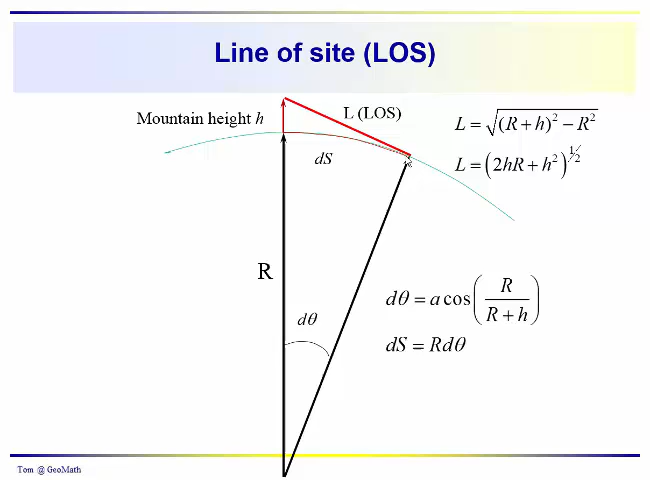 Line of site (LOS)
Mountain height h
L (LOS)
L = √((R + h)² − R²)
L = (2hR + h²)^½
dS
R
dθ
dθ = a cos(R / (R + h))
dS = Rdθ
Tom @ GeoMath